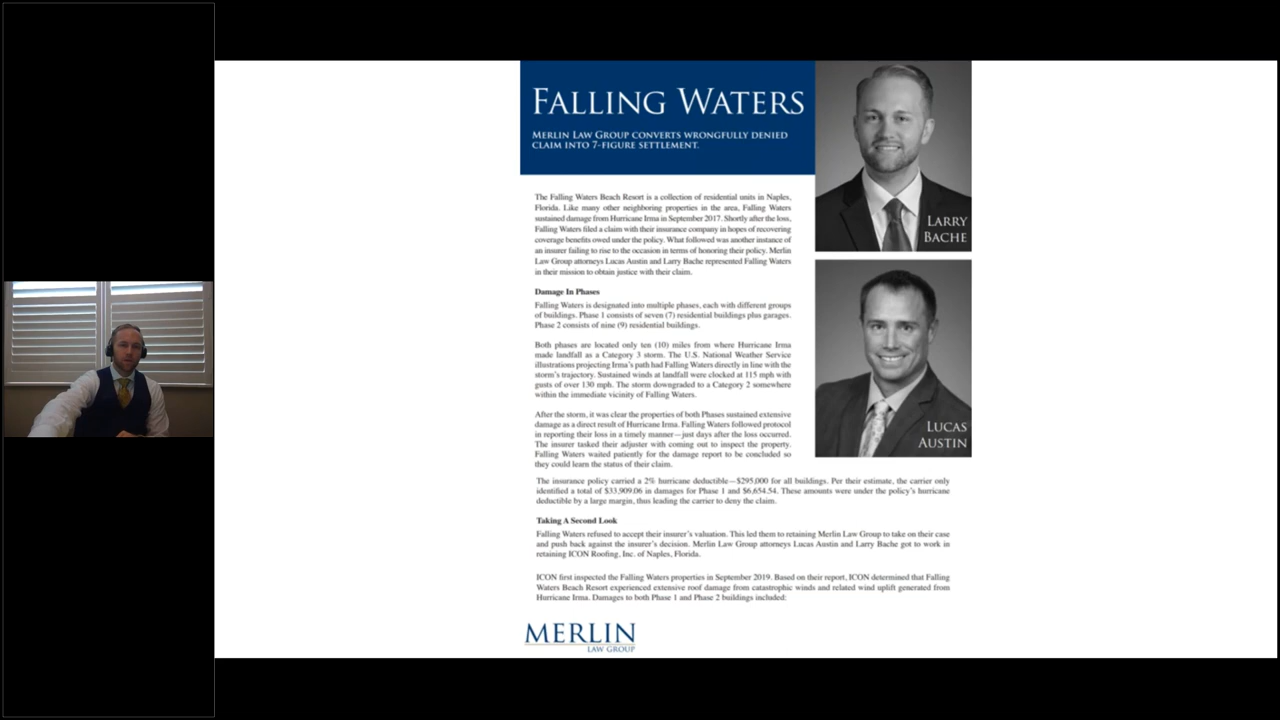 FALLING WATERS
MERLIN LAW GROUP CONVERTS WRONGFULLY DENIED
CLAIM INTO 7-FIGURE SETTLEMENT.
LARRY
BACHE
The Falling Waters Beach Resort is a collection of residential units in Naples,
Florida. Like many other neighboring properties in the area, Falling Waters
sustained damage from Hurricane Irma in September 2017. Shortly after the loss,
Falling Waters filed a claim with their insurance company in hopes of recovering
coverage benefits owed under the policy. What followed was another instance of
an insurer failing to rise to the occasion in terms of honoring their policy. Merlin
Law Group attorneys Lucas Austin and Larry Bache represented Falling Waters
in their mission to obtain justice with their claim.
Damage In Phases
Falling Waters is designated into multiple phases, each with different groups
of buildings. Phase 1 consists of seven (7) residential buildings plus garages.
Phase 2 consists of nine (9) residential buildings.
Both phases are located only ten (10) miles from where Hurricane Irma
made landfall as a Category 3 storm. The U.S. National Weather Service
illustrations projecting Irma's path had Falling Waters directly in line with the
storm's trajectory. Sustained winds at landfall were clocked at 115 mph with
gusts of over 130 mph. The storm downgraded to a Category 2 somewhere
within the immediate vicinity of Falling Waters.
After the storm, it was clear the properties of both Phases sustained extensive
damage as a direct result of Hurricane Irma. Falling Waters followed protocol
in reporting their loss in a timely manner—just days after the loss occurred.
The insurer tasked their adjuster with coming out to inspect the property.
Falling Waters waited patiently for the damage report to be concluded so
they could learn the status of their claim.
LUCAS
AUSTIN
The insurance policy carried a 2% hurricane deductible—$295,000 for all buildings. Per their estimate, the carrier only
identified a total of $33,909.06 in damages for Phase 1 and $6,654.54. These amounts were under the policy's hurricane
deductible by a large margin, thus leading the carrier to deny the claim.
Taking A Second Look
Falling Waters refused to accept their insurer's valuation. This led them to retaining Merlin Law Group to take on their case
and push back against the insurer's decision. Merlin Law Group attorneys Lucas Austin and Larry Bache got to work in
retaining ICON Roofing, Inc. of Naples, Florida.
ICON first inspected the Falling Waters properties in September 2019. Based on their report, ICON determined that Falling
Waters Beach Resort experienced extensive roof damage from catastrophic winds and related wind uplift generated from
Hurricane Irma. Damages to both Phase 1 and Phase 2 buildings included:
MERLIN
LAW GROUP